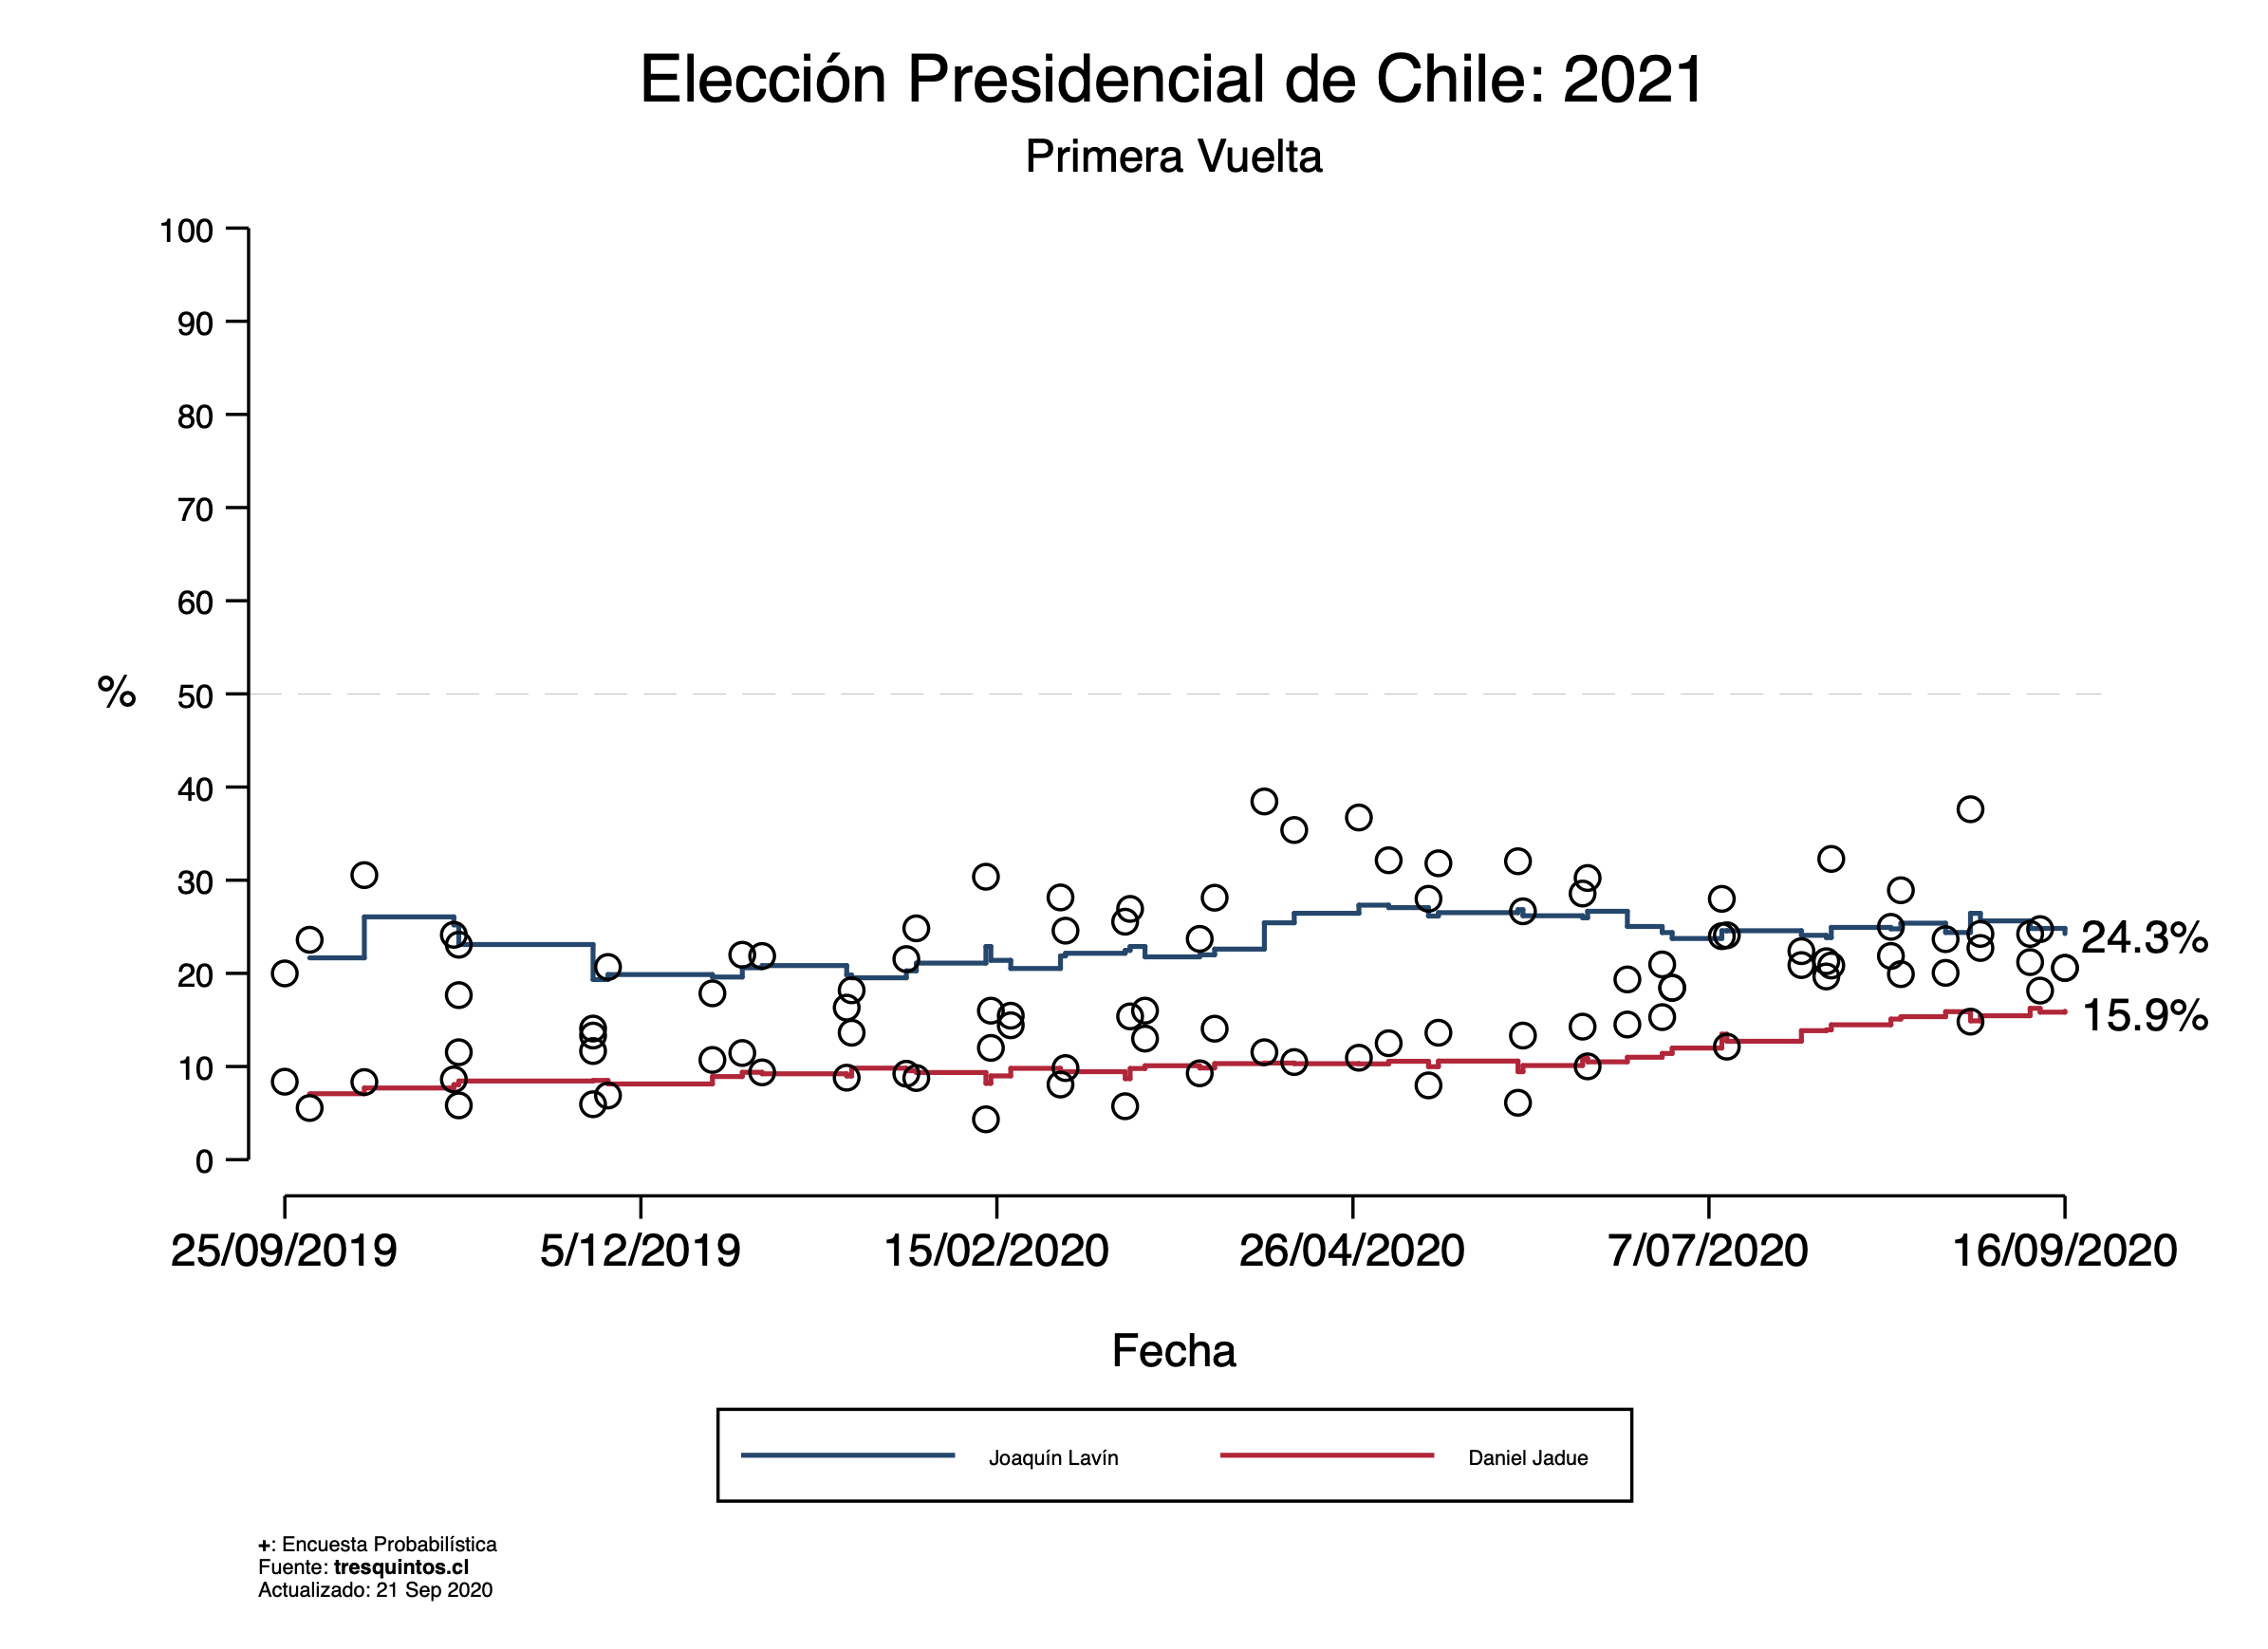 Elección Presidencial de Chile: 2021
Primera Vuelta
100
90
80
70
60
% 50
40
30
20
10
0
24.3%
15.9%
25/09/2019 5/12/2019 15/02/2020 26/04/2020 7/07/2020 16/09/2020
Fecha
Joaquín Lavín Daniel Jadue
+: Encuesta Probabilística
Fuente: tresquintos.cl
Actualizado: 21 Sep 2020